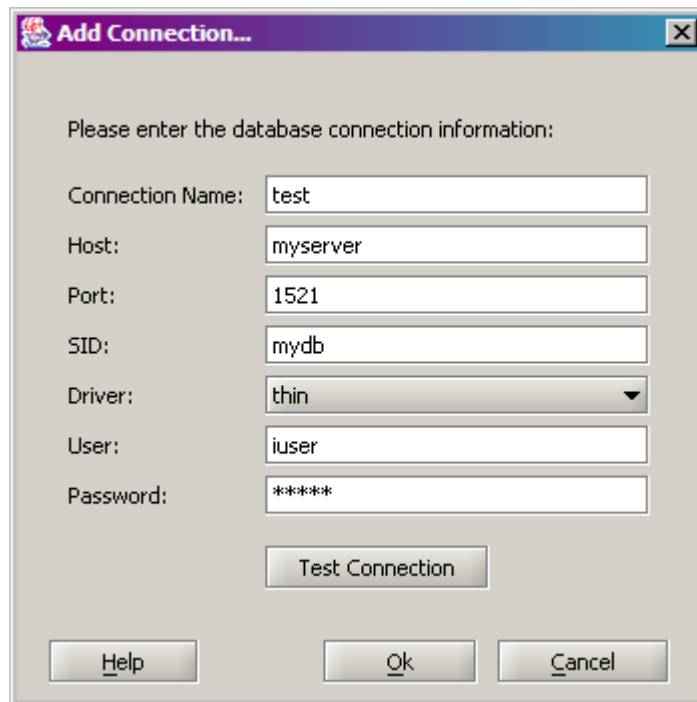 Add Connection...
Please enter the database connection information:
Connection Name: test
Host: myserver
Port: 1521
SID: mydb
Driver: thin
User: iuser
Password: *****
Test Connection
Help Ok Cancel